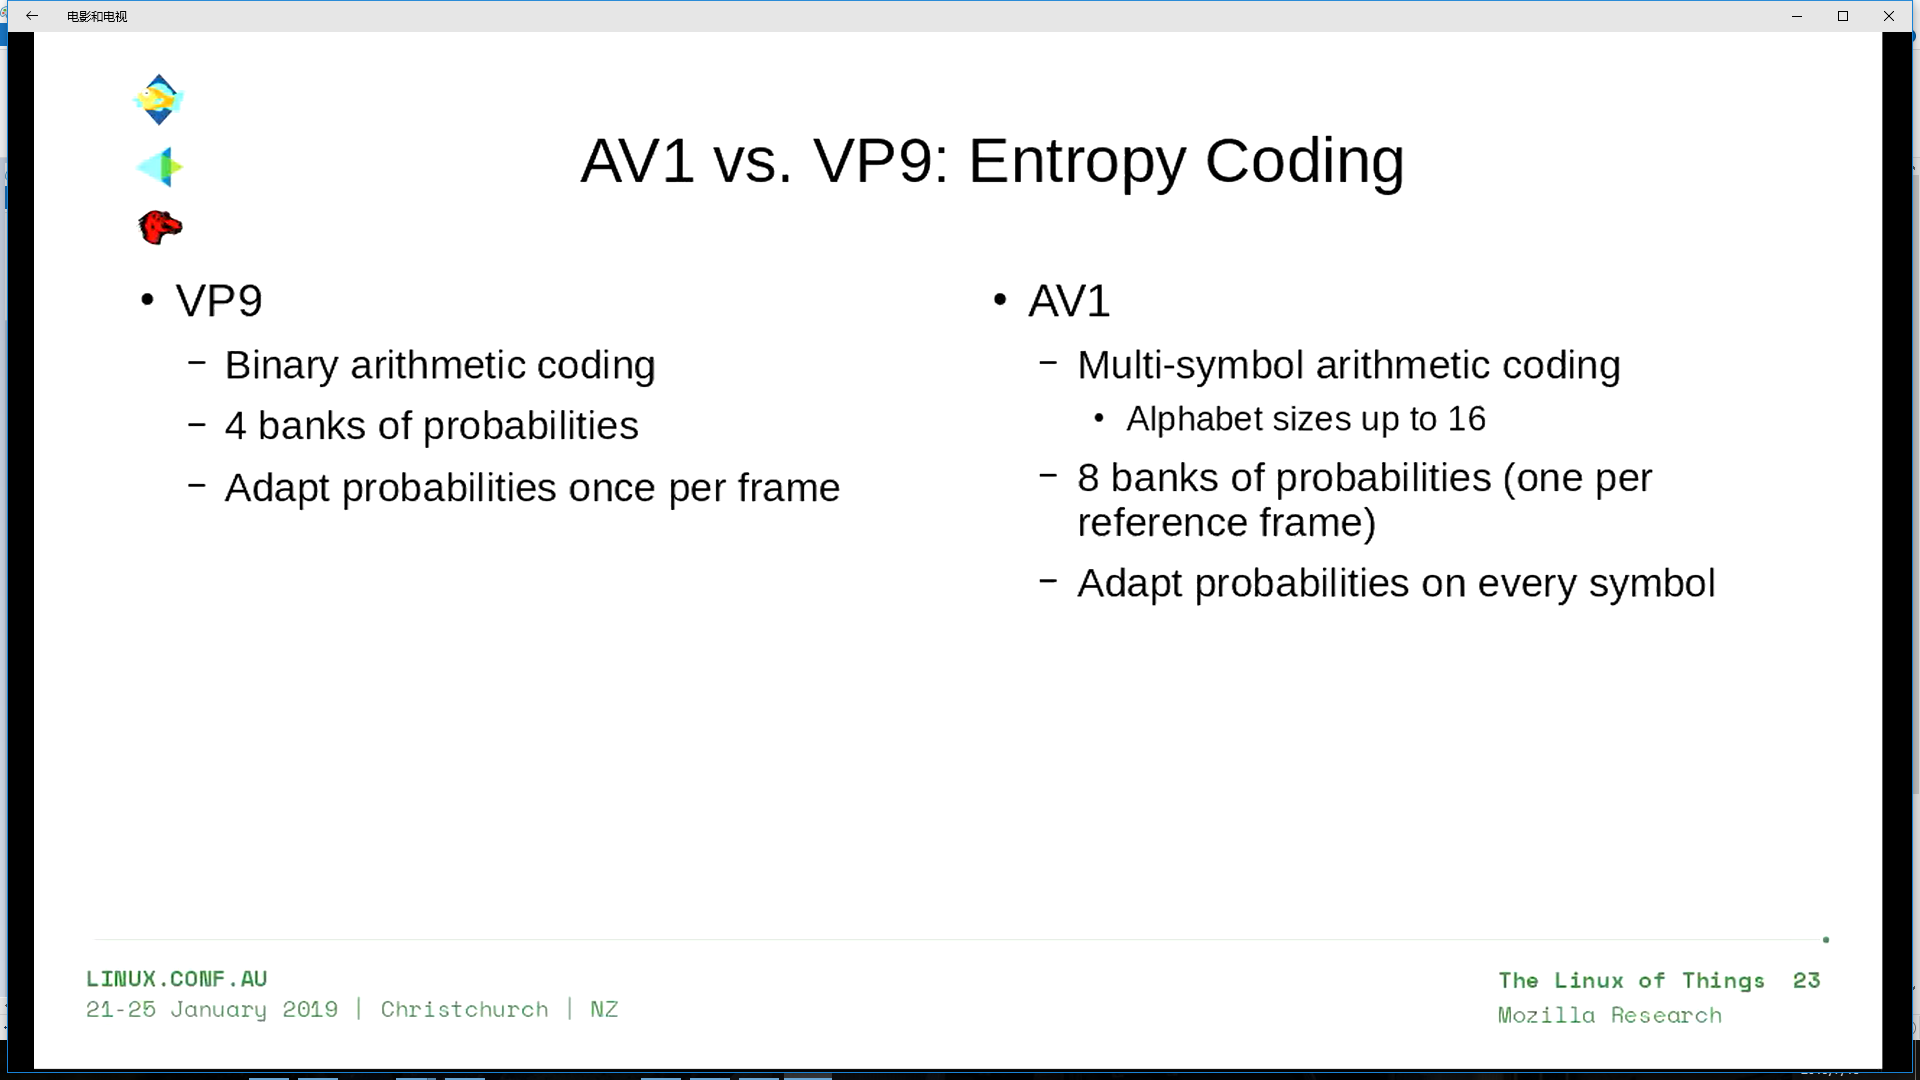 电影和电视
AV1 vs. VP9: Entropy Coding
• VP9
– Binary arithmetic coding
– 4 banks of probabilities
– Adapt probabilities once per frame
• AV1
– Multi-symbol arithmetic coding
• Alphabet sizes up to 16
– 8 banks of probabilities (one per
reference frame)
– Adapt probabilities on every symbol
LINUX.CONF.AU
21-25 January 2019 | Christchurch | NZ
The Linux of Things 23
Mozilla Research